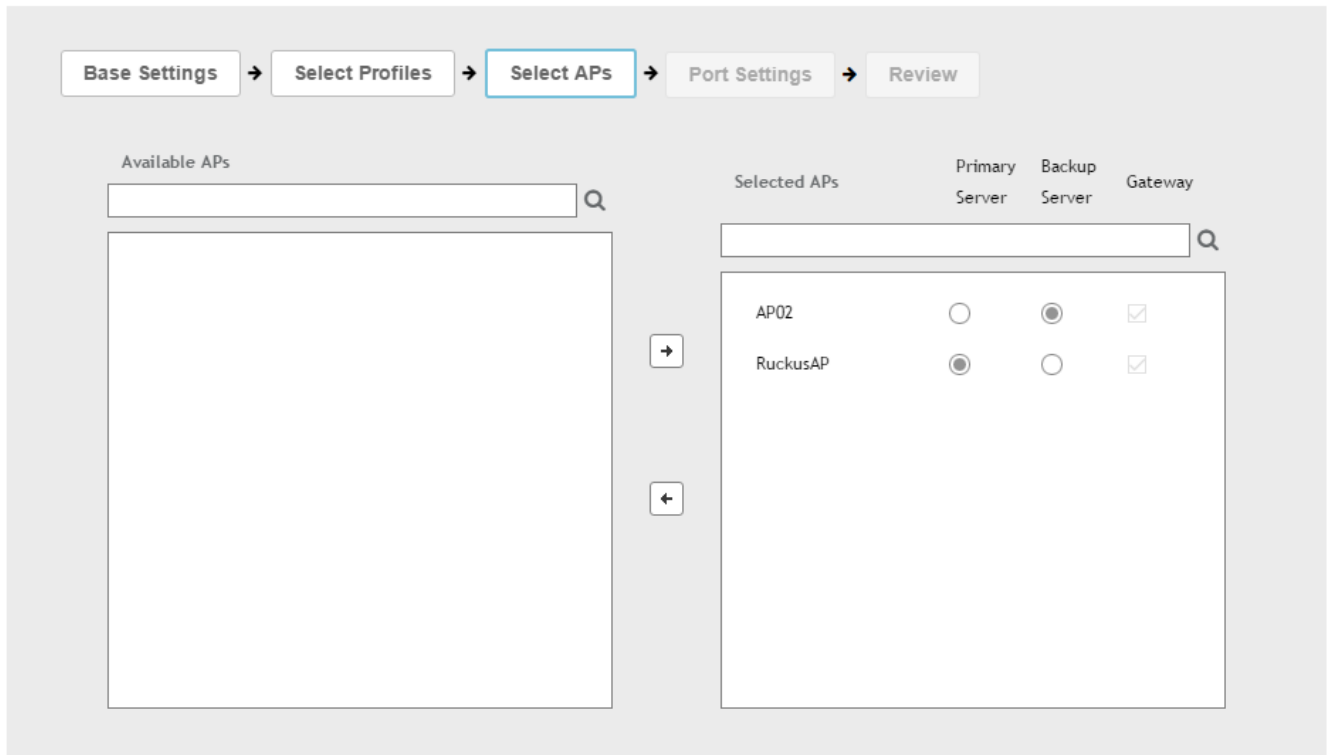 Base Settings → Select Profiles → Select APs → Port Settings → Review
Available APs
Selected APs
Primary Server
Backup Server
Gateway
AP02
RuckusAP